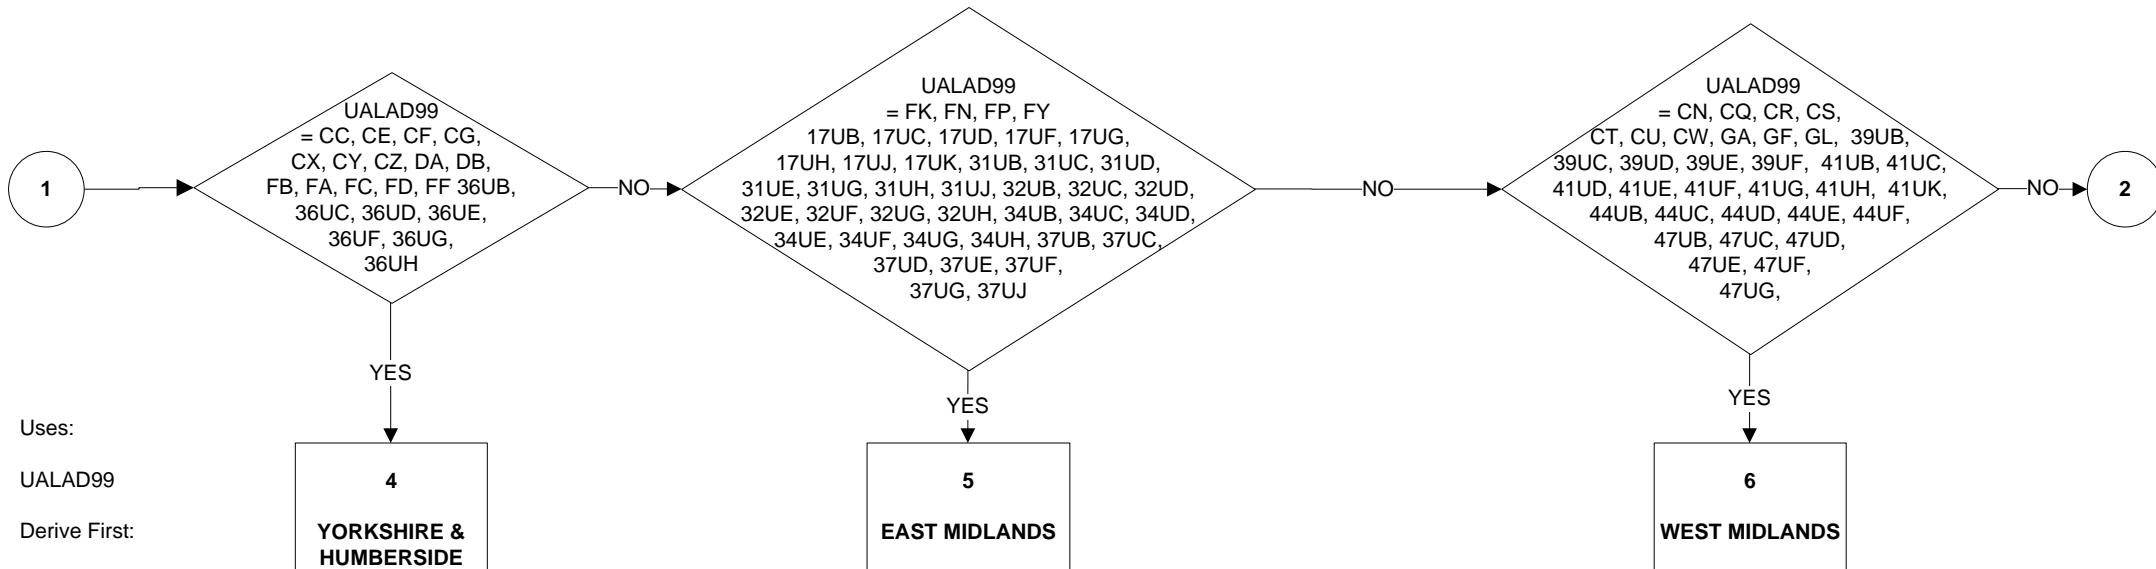 1
UALAD99
= CC, CE, CF, CG,
CX, CY, CZ, DA, DB,
FB, FA, FC, FD, FF 36UB,
36UC, 36UD, 36UE,
36UF, 36UG,
36UH
NO
YES
4
YORKSHIRE &
HUMBERSIDE
UALAD99
= FK, FN, FP, FY
17UB, 17UC, 17UD, 17UF, 17UG,
17UH, 17UJ, 17UK, 31UB, 31UC, 31UD,
31UE, 31UG, 31UH, 31UJ, 32UB, 32UC, 32UD,
32UE, 32UF, 32UG, 32UH, 34UB, 34UC, 34UD,
34UE, 34UF, 34UG, 34UH, 37UB, 37UC,
37UD, 37UE, 37UF,
37UG, 37UJ
NO
YES
5
EAST MIDLANDS
UALAD99
= CN, CQ, CR, CS,
CT, CU, CW, GA, GF, GL, 39UB,
39UC, 39UD, 39UE, 39UF, 41UB, 41UC,
41UD, 41UE, 41UF, 41UG, 41UH, 41UK,
44UB, 44UC, 44UD, 44UE, 44UF,
47UB, 47UC, 47UD,
47UE, 47UF,
47UG,
NO
2
YES
6
WEST MIDLANDS
Uses:
UALAD99
Derive First: